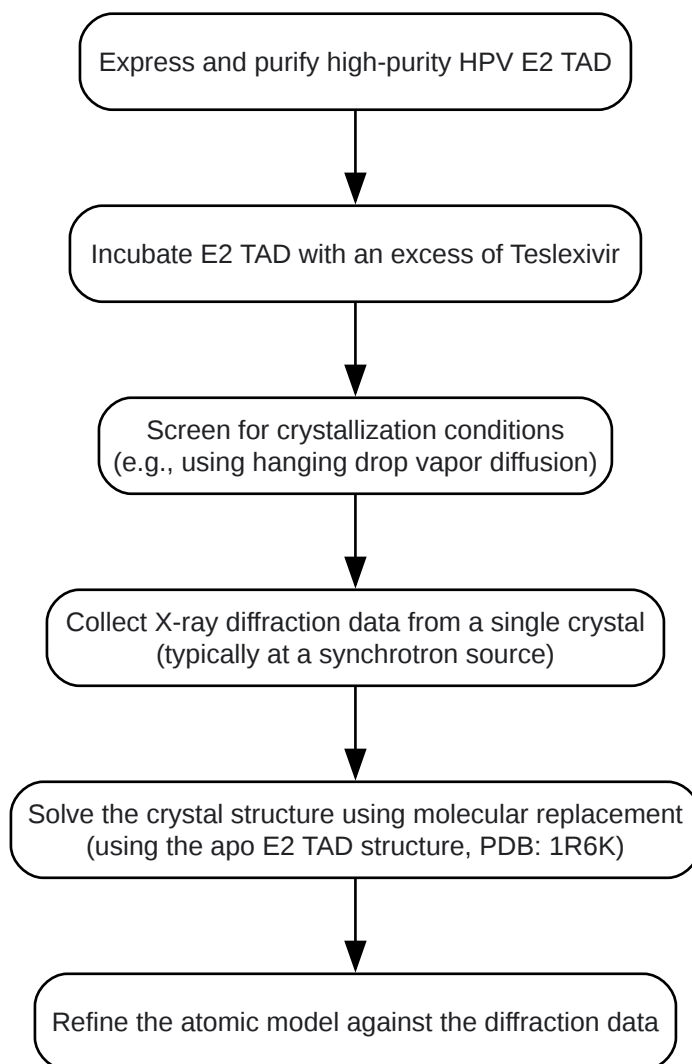 Express and purify high-purity HPV E2 TAD
Incubate E2 TAD with an excess of Teslexivir
Screen for crystallization conditions
(e.g., using hanging drop vapor diffusion)
Collect X-ray diffraction data from a single crystal
(typically at a synchrotron source)
Solve the crystal structure using molecular replacement
(using the apo E2 TAD structure, PDB: 1R6K)
Refine the atomic model against the diffraction data